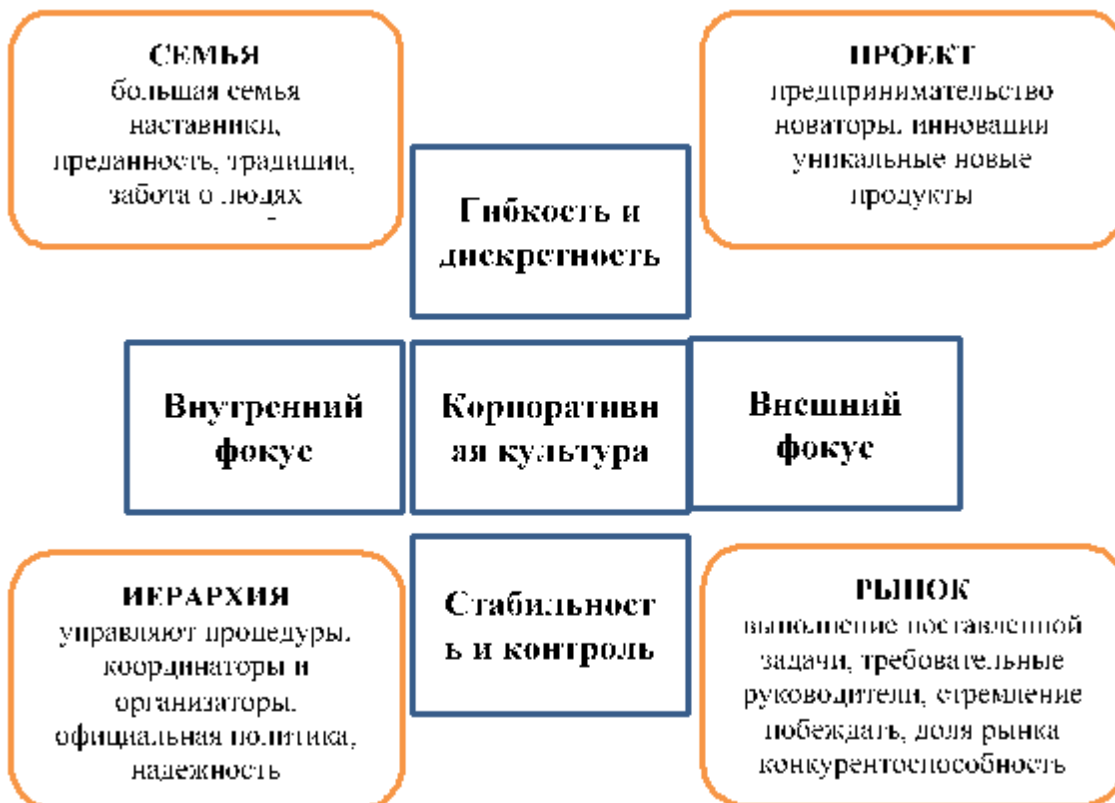 СЕМЬЯ
большая семья
наставники,
преданность, традиции,
забота о людях
ПРОЕКТ
предпринимательство
новаторы. инновации
уникальные новые
продукты
Гибкость и
дискретность
Внутренний
фокус
Корпоративн
ая культура
Внешний
фокус
Стабильност
ь и контроль
ИЕРАРХИЯ
управляют процедуры.
координаторы и
организаторы.
официальная политика,
надежность
РЫНОК
выполнение поставленной
задачи, требовательные
руководители, стремление
побеждать, доля рынка
конкурентоспособность